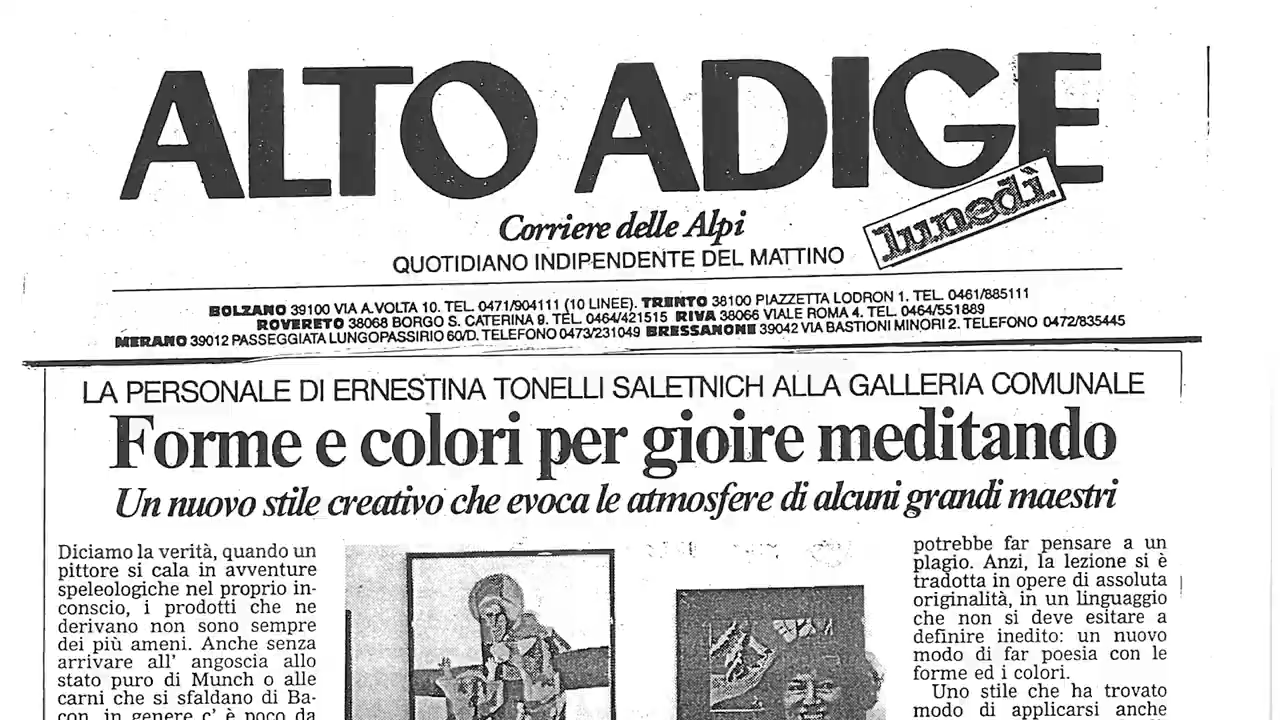 ALTO ADIGE
lunedì
Corriere delle Alpi
QUOTIDIANO INDIPENDENTE DEL MATTINO
BOLZANO 39100 VIA A.VOLTA 10. TEL. 0471/904111 (10 LINEE). TRENTO 38100 PIAZZETTA LODRON 1. TEL. 0461/885111
ROVERETO 38068 BORGO S. CATERINA 9. TEL. 0464/421515 RIVA 38066 VIALE ROMA 4. TEL. 0464/551889
MERANO 39012 PASSEGGIATA LUNGOPASSIRIO 60/D. TELEFONO 0473/231049 BRESSANONE 39042 VIA BASTIONI MINORI 2. TELEFONO 0472/835445
LA PERSONALE DI ERNESTINA TONELLI SALETNICH ALLA GALLERIA COMUNALE
Forme e colori per gioire meditando
Un nuovo stile creativo che evoca le atmosfere di alcuni grandi maestri
Diciamo la verità, quando un
pittore si cala in avventure
speleologiche nel proprio in-
conscio, i prodotti che ne
derivano non sono sempre
dei più ameni. Anche senza
arrivare all' angoscia allo
stato puro di Munch o alle
carni che si sfaldano di Ba-
con, in genere c' è poco da
potrebbe far pensare a un
plagio. Anzi, la lezione si è
tradotta in opere di assoluta
originalità, in un linguaggio
che non si deve esitare a
definire inedito: un nuovo
modo di far poesia con le
forme ed i colori.
Uno stile che ha trovato
modo di applicarsi anche